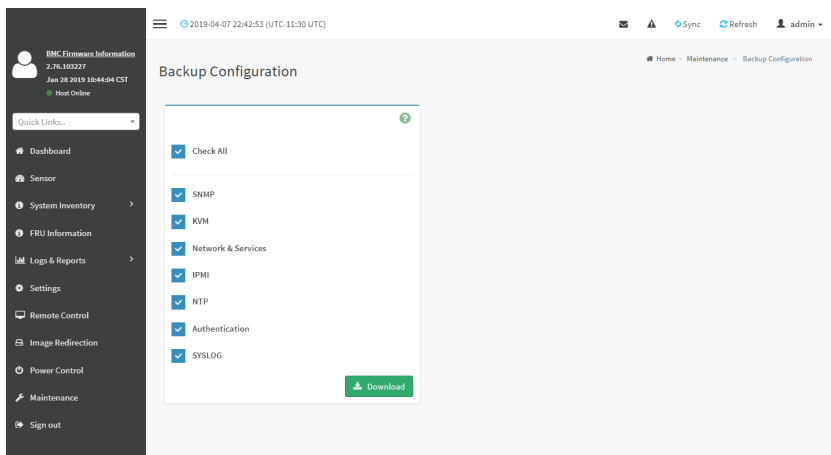 2019-04-07 22:42:53 (UTC-11:30 UTC)
Sync
Refresh
admin
BMC Firmware Information
2.76.103227
Jan 28 2019 10:44:04 CST
Host Online
Quick Links..
Dashboard
Sensor
System Inventory
FRU Information
Logs & Reports
Settings
Remote Control
Image Redirection
Power Control
Maintenance
Sign out
Backup Configuration
Home > Maintenance > Backup Configuration
Check All
SNMP
KVM
Network & Services
IPMI
NTP
Authentication
SYSLOG
Download